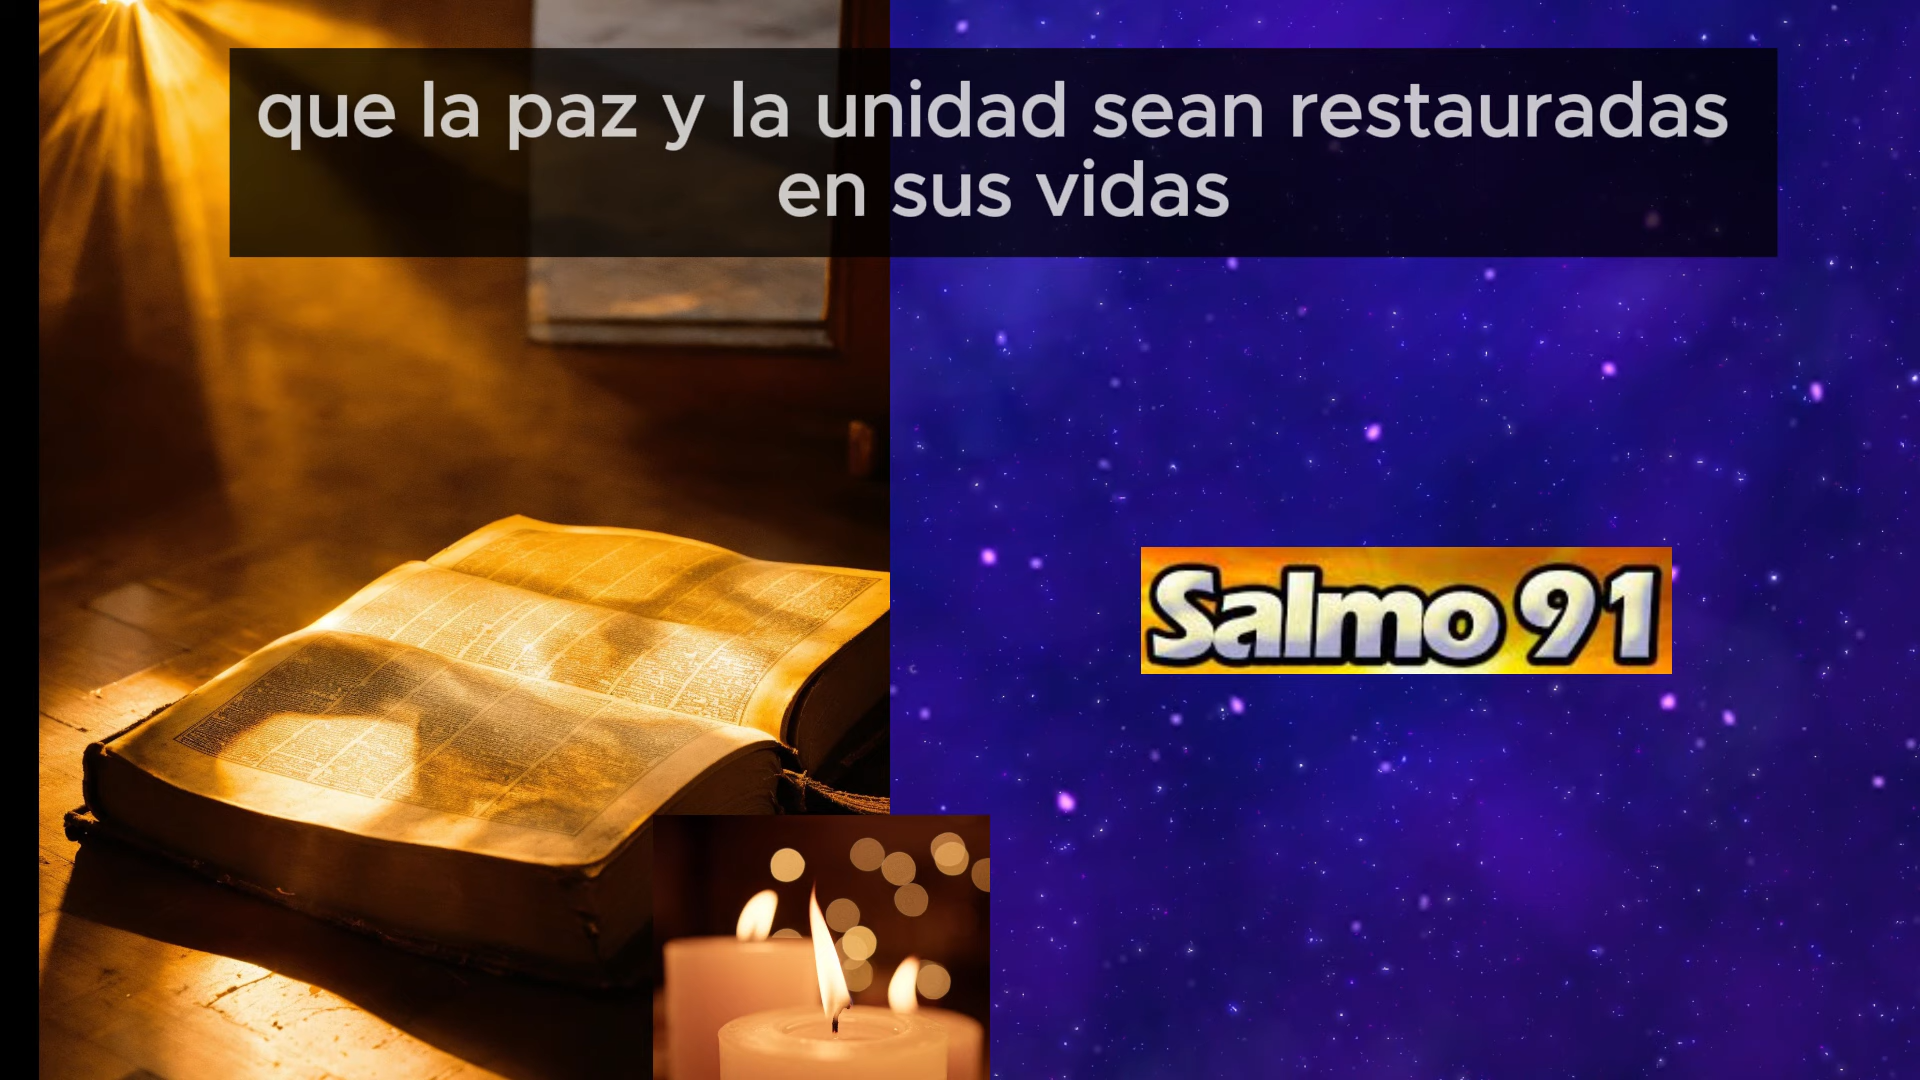 que la paz y la unidad sean restauradas
en sus vidas
Salmo 91